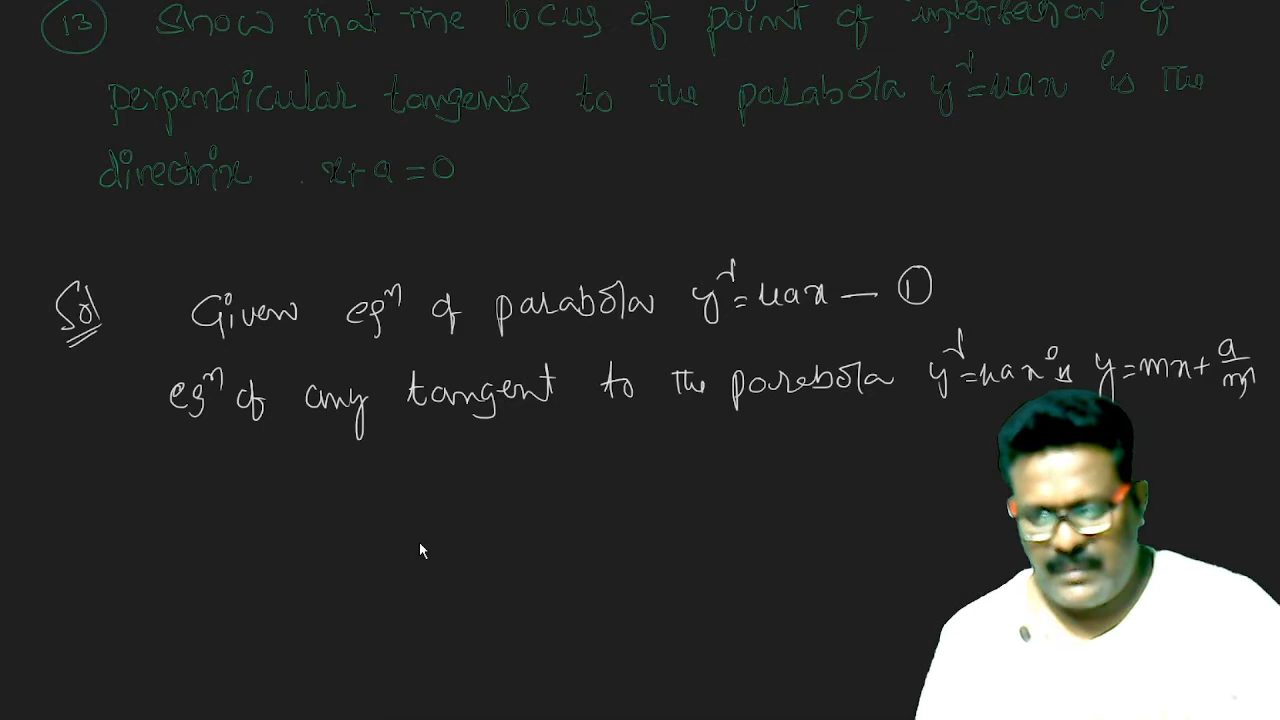 (13) Show that the locus of point of intersection of
perpendicular tangents to the parabola y²=4ax is the
directrix x+a=0
Sol Given eqⁿ of parabola y²=4ax — ①
eqⁿ of any tangent to the parabola y²=4ax is y=mx+a/m